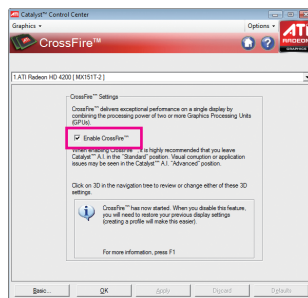 Catalyst™ Control Center
Graphics
Options
ATI
RADEON
GRAPHICS
CrossFire™
1.ATI Radeon HD 4200 [ MX151T-2 ]
CrossFire™ Settings
CrossFire™ delivers exceptional performance on a single display by
combining the processing power of two or more Graphics Processing Units
(GPUs).
Enable CrossFire™
When enabling CrossFire™, it is highly recommended that you leave
Catalyst™ A.I. in the "Standard" position. Visual corruption or application
issues may be seen in the Catalyst™ A.I. "Advanced" position.
Click on 3D in the navigation tree to review or change either of these 3D
settings.
CrossFire™ has now started. When you disable this feature,
you will need to restore your previous display settings
(creating a profile will make this easier).
For more information, press F1
Basic...
OK
Apply
Discard
Defaults